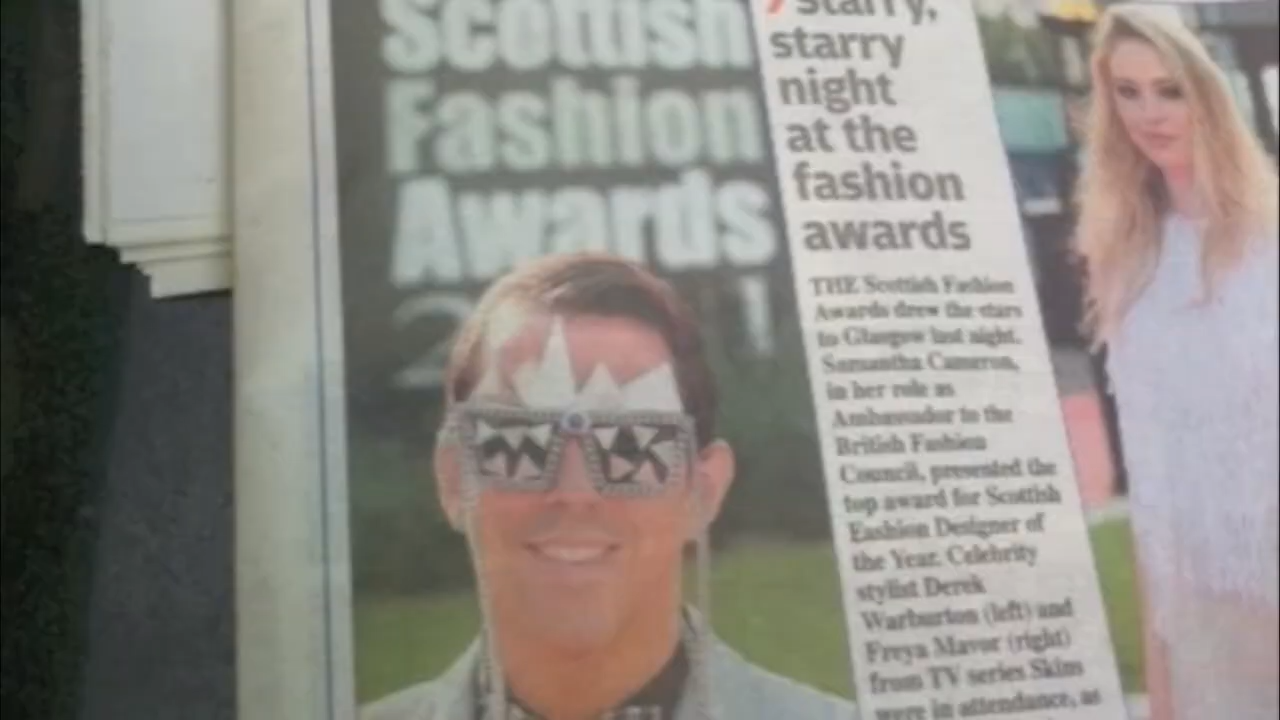 Scottish
Fashion
Awards
starry,
starry
night
at the
fashion
awards
THE Scottish Fashion
Awards drew the stars
to Glasgow last night.
Samantha Cameron,
in her role as
Ambassador to the
British Fashion
Council, presented the
top award for Scottish
Fashion Designer of
the Year. Celebrity
stylist Derek
Warburton (left) and
Freya Mavor (right)
from TV series Skins
were in attendance, as